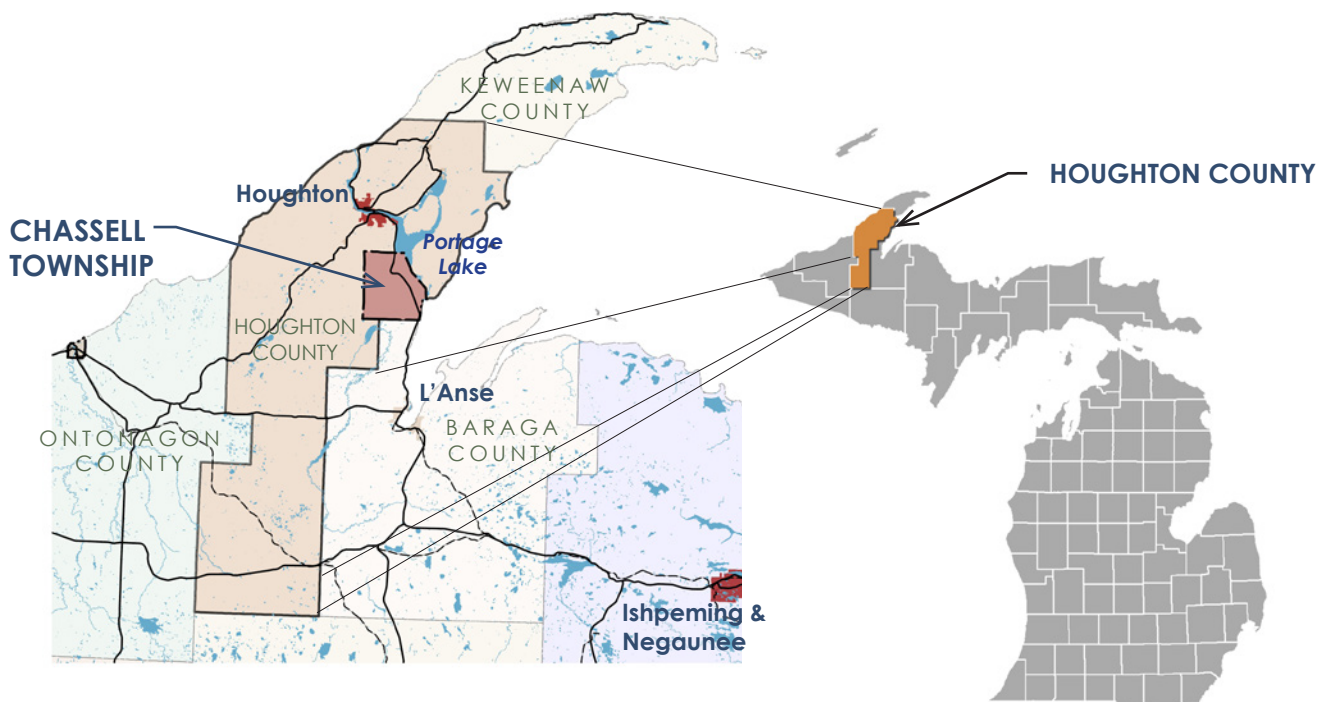 KEWEENAW
COUNTY
Houghton
CHASSELL
TOWNSHIP
Portage
Lake
HOUGHTON
COUNTY
L'Anse
ONTONAGON
COUNTY
BARAGA
COUNTY
Ishpeming &
Negaunee
HOUGHTON COUNTY